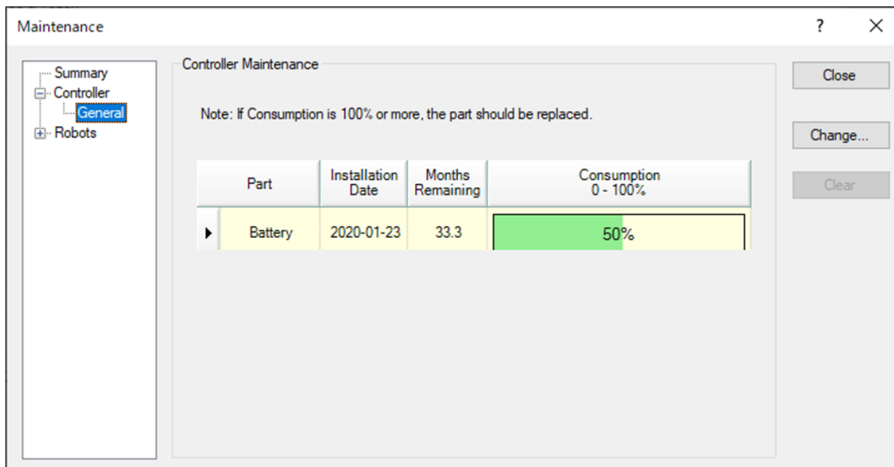 Maintenance
?
Summary
Controller
General
Robots
Controller Maintenance
Note: If Consumption is 100% or more, the part should be replaced.
Part
Installation
Date
Months
Remaining
Consumption
0 - 100%
Battery 2020-01-23 33.3 50%
Close
Change...
Clear